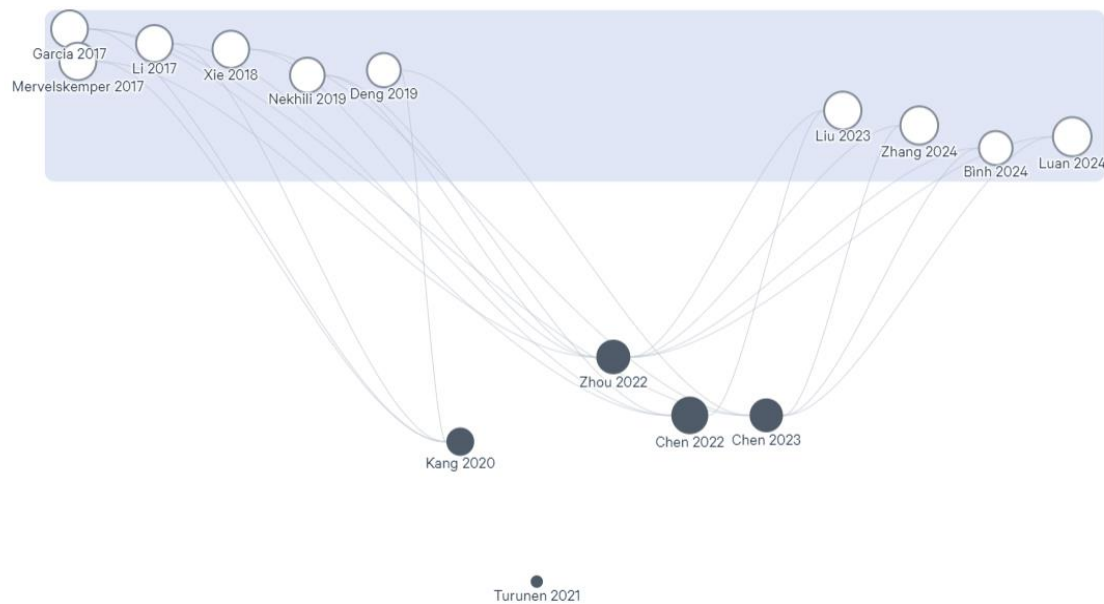 Garcia 2017
Mervelskemper 2017
Li 2017
Xie 2018
Nekhili 2019
Deng 2019
Liu 2023
Zhang 2024
Bình 2024
Luan 2024
Zhou 2022
Chen 2022
Chen 2023
Kang 2020
Turunen 2021